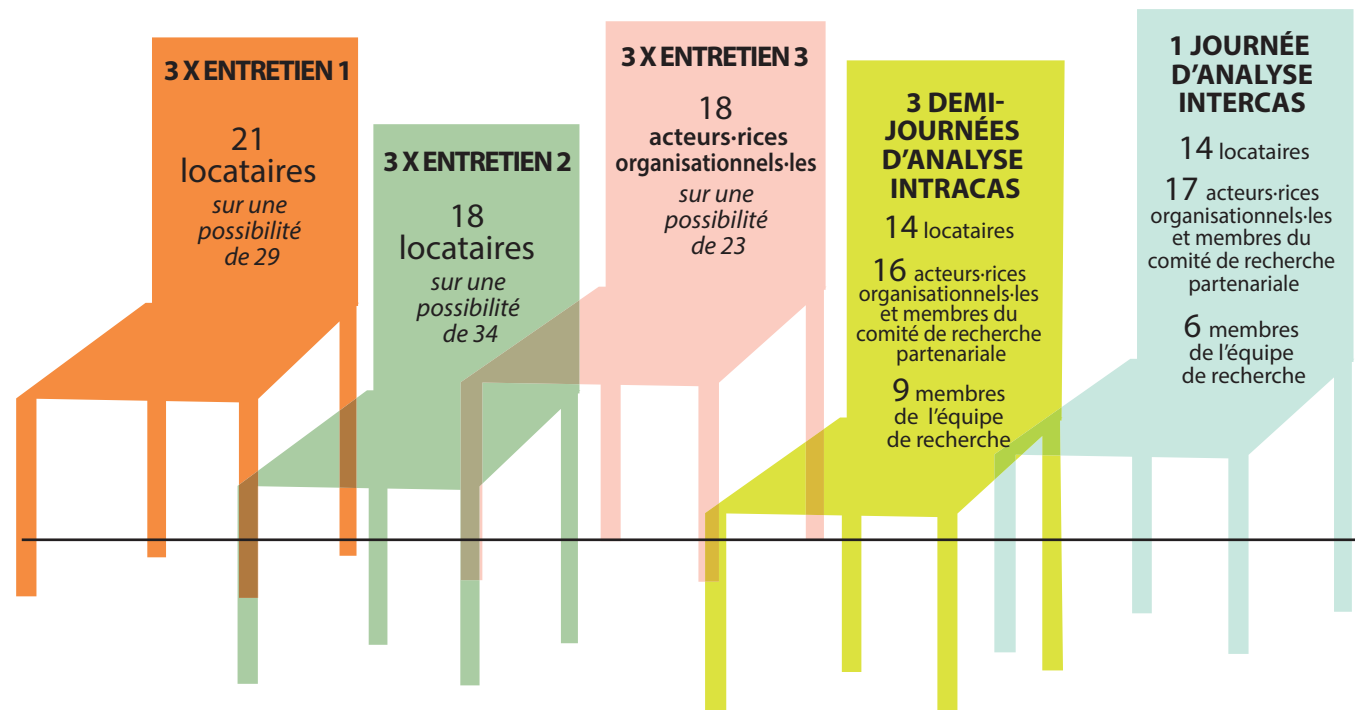 3 X ENTRETIEN 1
21
locataires
sur une
possibilité
de 29
3 X ENTRETIEN 2
18
locataires
sur une
possibilité
de 34
3 X ENTRETIEN 3
18
acteurs·rices
organisationnels·les
sur une
possibilité
de 23
3 DEMI-
JOURNÉES
D'ANALYSE
INTRACAS
14 locataires
16 acteurs·rices
organisationnels·les
et membres du
comité de recherche
partenariale
9 membres
de l'équipe
de recherche
1 JOURNÉE
D'ANALYSE
INTERCAS
14 locataires
17 acteurs·rices
organisationnels·les
et membres du
comité de recherche
partenariale
6 membres
de l'équipe
de recherche